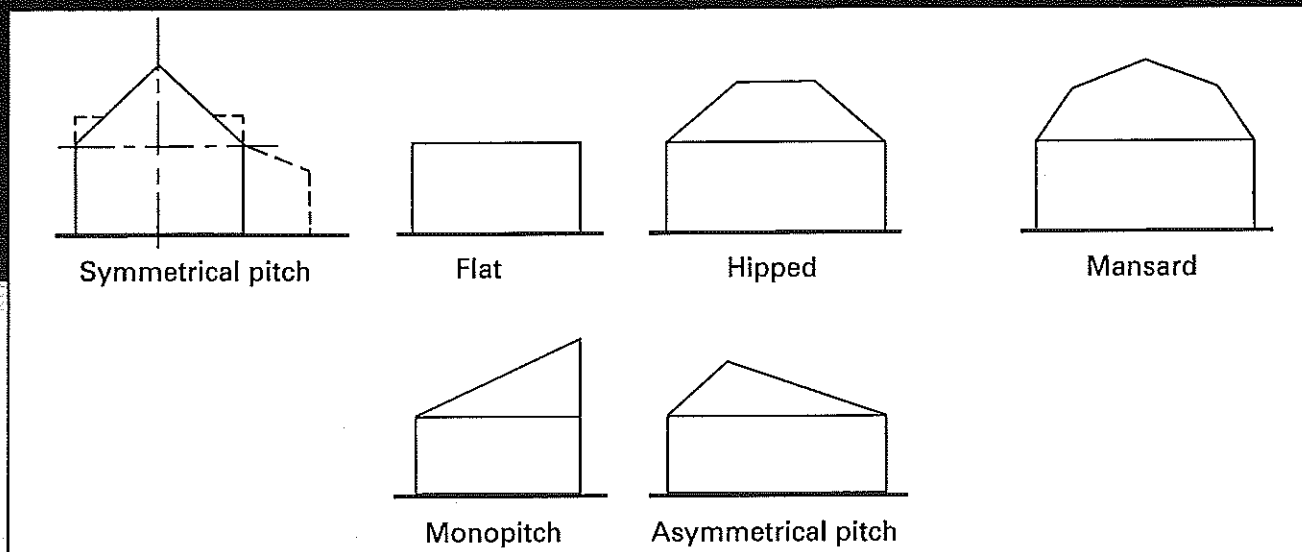 Symmetrical pitch
Flat
Hipped
Mansard
Monopitch
Asymmetrical pitch